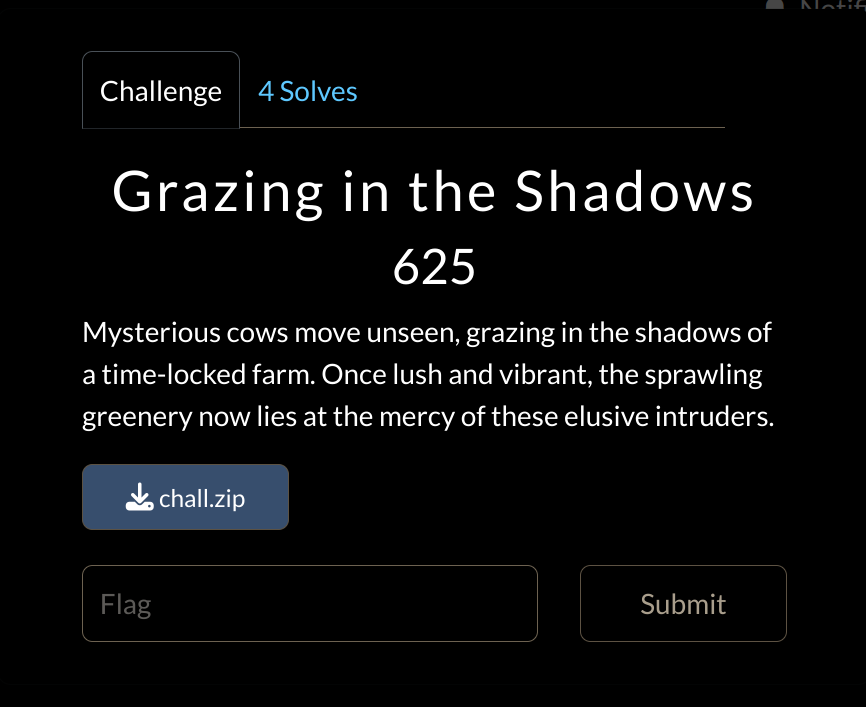 Challenge
4 Solves
Grazing in the Shadows
625
Mysterious cows move unseen, grazing in the shadows of
a time-locked farm. Once lush and vibrant, the sprawling
greenery now lies at the mercy of these elusive intruders.
chall.zip
Flag
Submit